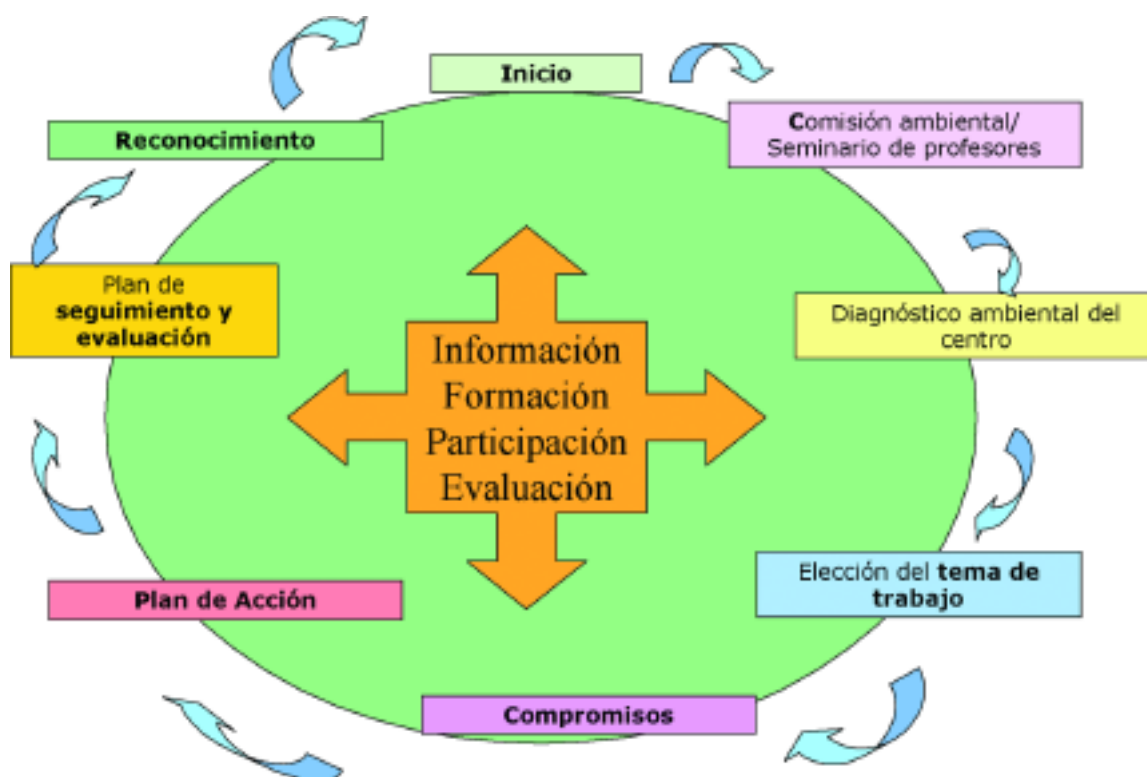 Inicio
Comisión ambiental/
Seminario de profesores
Diagnóstico ambiental del
centro
Elección del tema de
trabajo
Compromisos
Plan de Acción
Plan de
seguimiento y
evaluación
Reconocimiento
Información
Formación
Participación
Evaluación